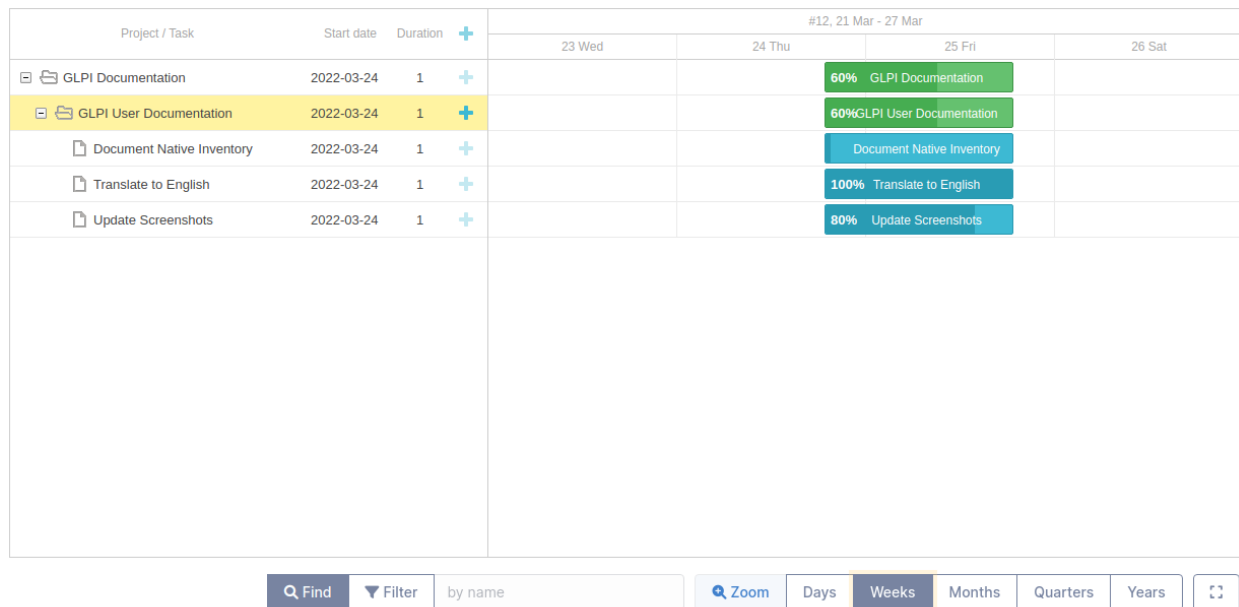 #12, 21 Mar - 27 Mar
Project / Task Start date Duration
23 Wed 24 Thu 25 Fri 26 Sat
GLPI Documentation 2022-03-24 1 60% GLPI Documentation
GLPI User Documentation 2022-03-24 1 60%GLPI User Documentation
Document Native Inventory 2022-03-24 1 Document Native Inventory
Translate to English 2022-03-24 1 100% Translate to English
Update Screenshots 2022-03-24 1 80% Update Screenshots
Find Filter by name Zoom Days Weeks Months Quarters Years